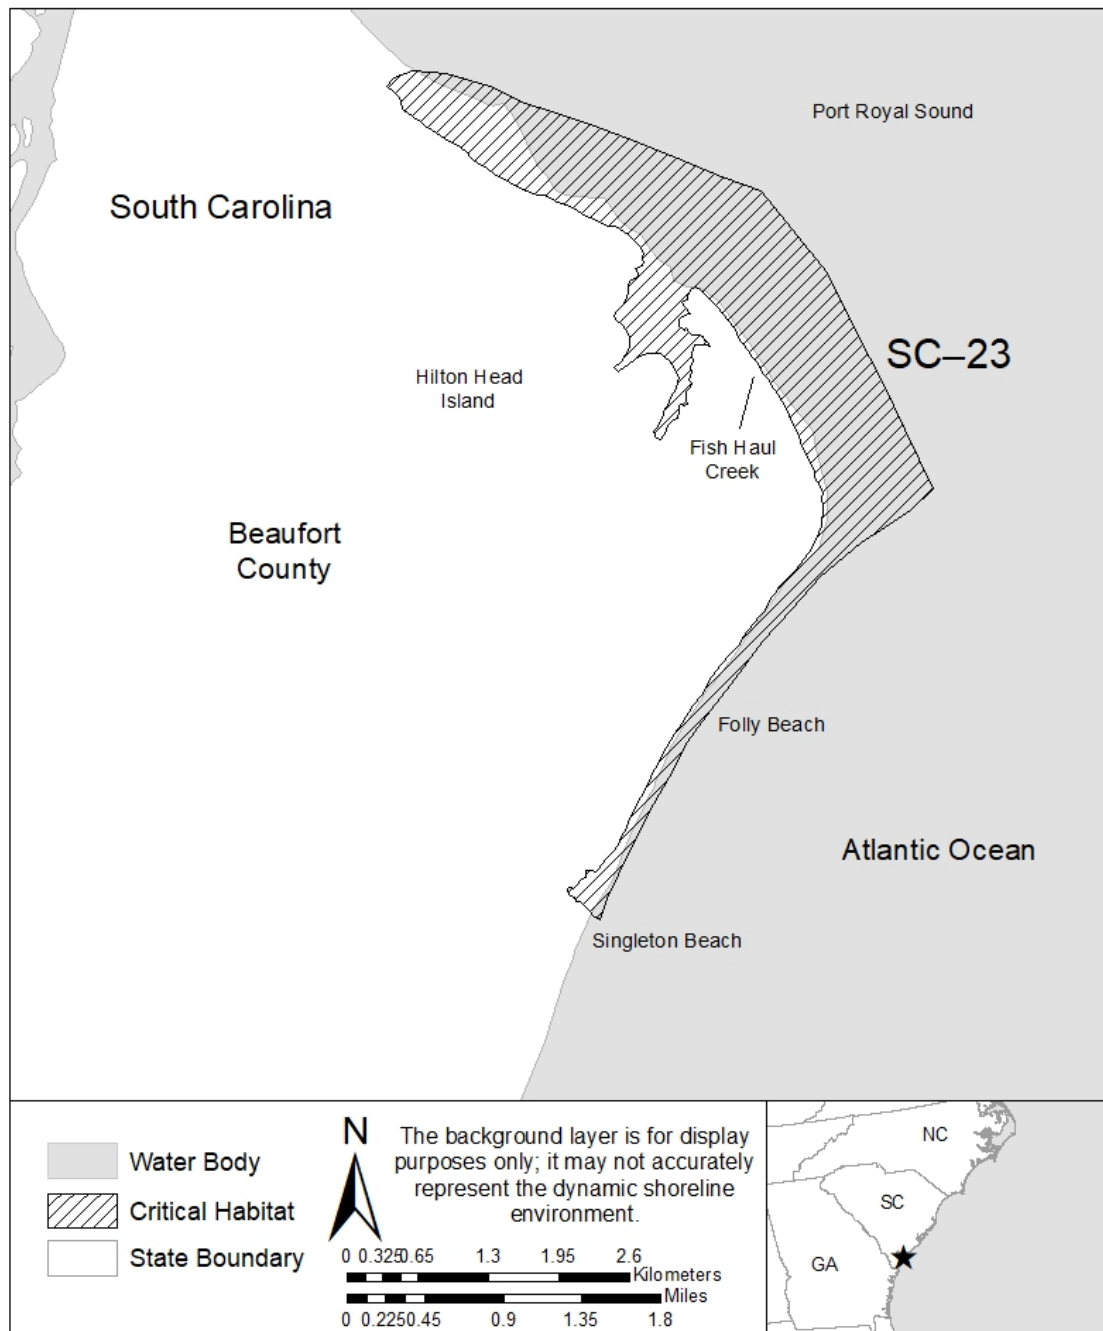 Port Royal Sound
South Carolina
SC–23
Hilton Head
Island
Fish Haul
Creek
Beaufort
County
Folly Beach
Atlantic Ocean
Singleton Beach
Water Body
Critical Habitat
State Boundary
N
The background layer is for display
purposes only; it may not accurately
represent the dynamic shoreline
environment.
0 0.325 0.65 1.3 1.95 2.6
Kilometers
Miles
0 0.225 0.45 0.9 1.35 1.8
NC
SC
GA